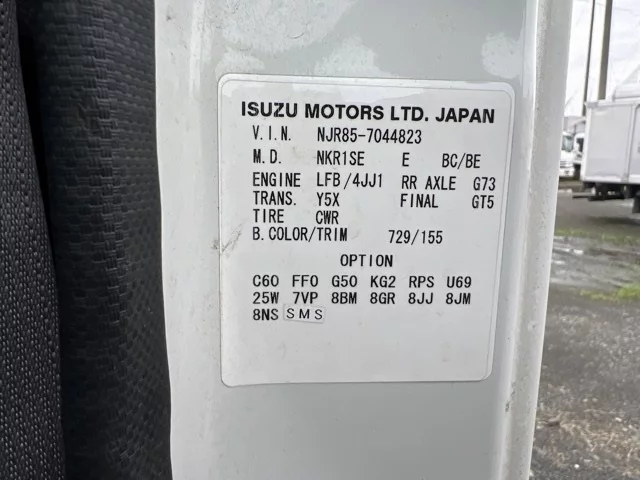 ISUZU MOTORS LTD. JAPAN
V.I.N. NJR85-7044823
M.D. NKR1SE E BC/BE
ENGINE LFB/4JJ1 RR AXLE G73
TRANS. Y5X FINAL GT5
TIRE CWR
B.COLOR/TRIM 729/155
OPTION
C60 FF0 G50 KG2 RPS U69
25W 7VP 8BM 8GR 8JJ 8JM
8NS SMS